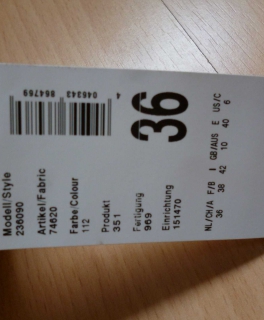 Modell/Style
236090
Artikel/Fabric
74620
Farbe/Colour
112
Produkt
351
Fertigung
969
Einrichtung
151470
4 046343 864769
36
NL/CH/A F/B I GB/AUS E US/C
36 38 42 10 40 6